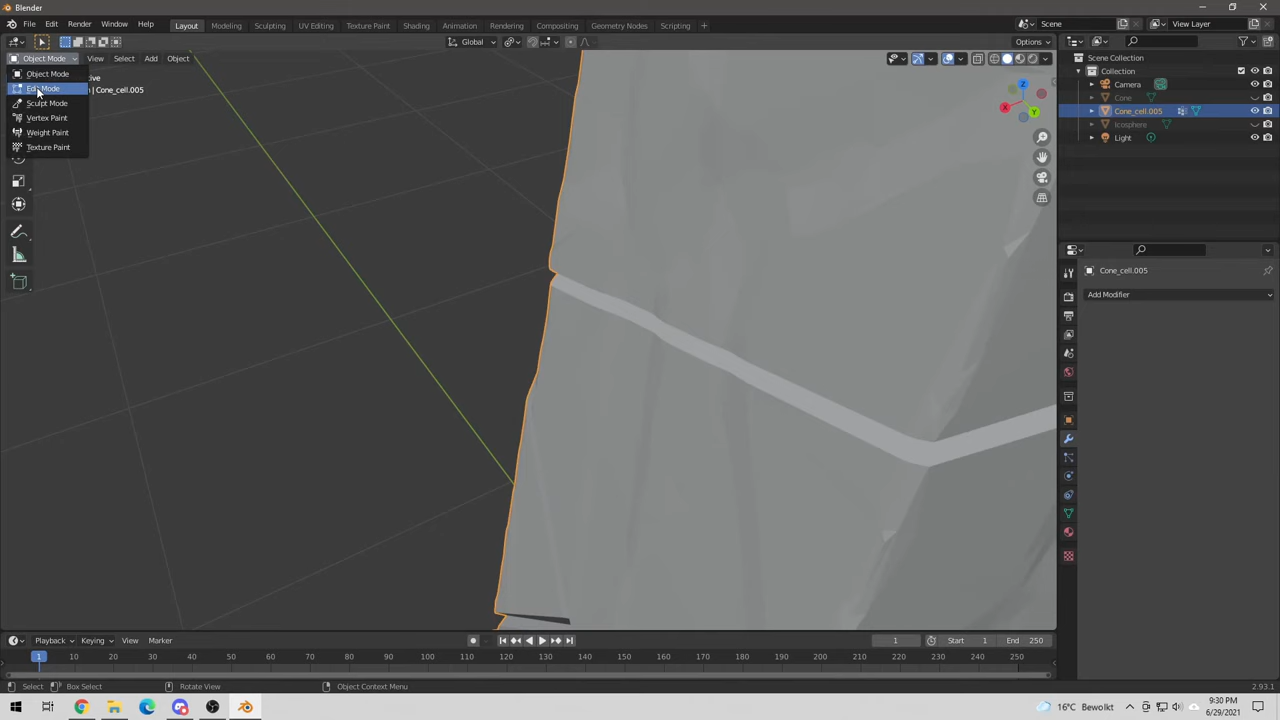 Blender
File Edit Render Window Help Layout Modeling Sculpting UV Editing Texture Paint Shading Animation Rendering Compositing Geometry Nodes Scripting + Scene View Layer
Global Options
Object Mode View Select Add Object
Object Mode
Edit Mode
Sculpt Mode
Vertex Paint
Weight Paint
Texture Paint
| Cone_cell.005
Z
X
Y
Scene Collection
Collection
Camera
Cone
Cone_cell.005
Icosphere
Light
Cone_cell.005
Add Modifier
Playback Keying View Marker 1 Start 1 End 250
1 10 20 30 40 50 60 70 80 90 100 110 120 130 140 150 160 170 180 190 200 210 220 230 240 250
Select Box Select Rotate View Object Context Menu 2.93.1
16°C Bewolkt 9:30 PM
6/29/2021